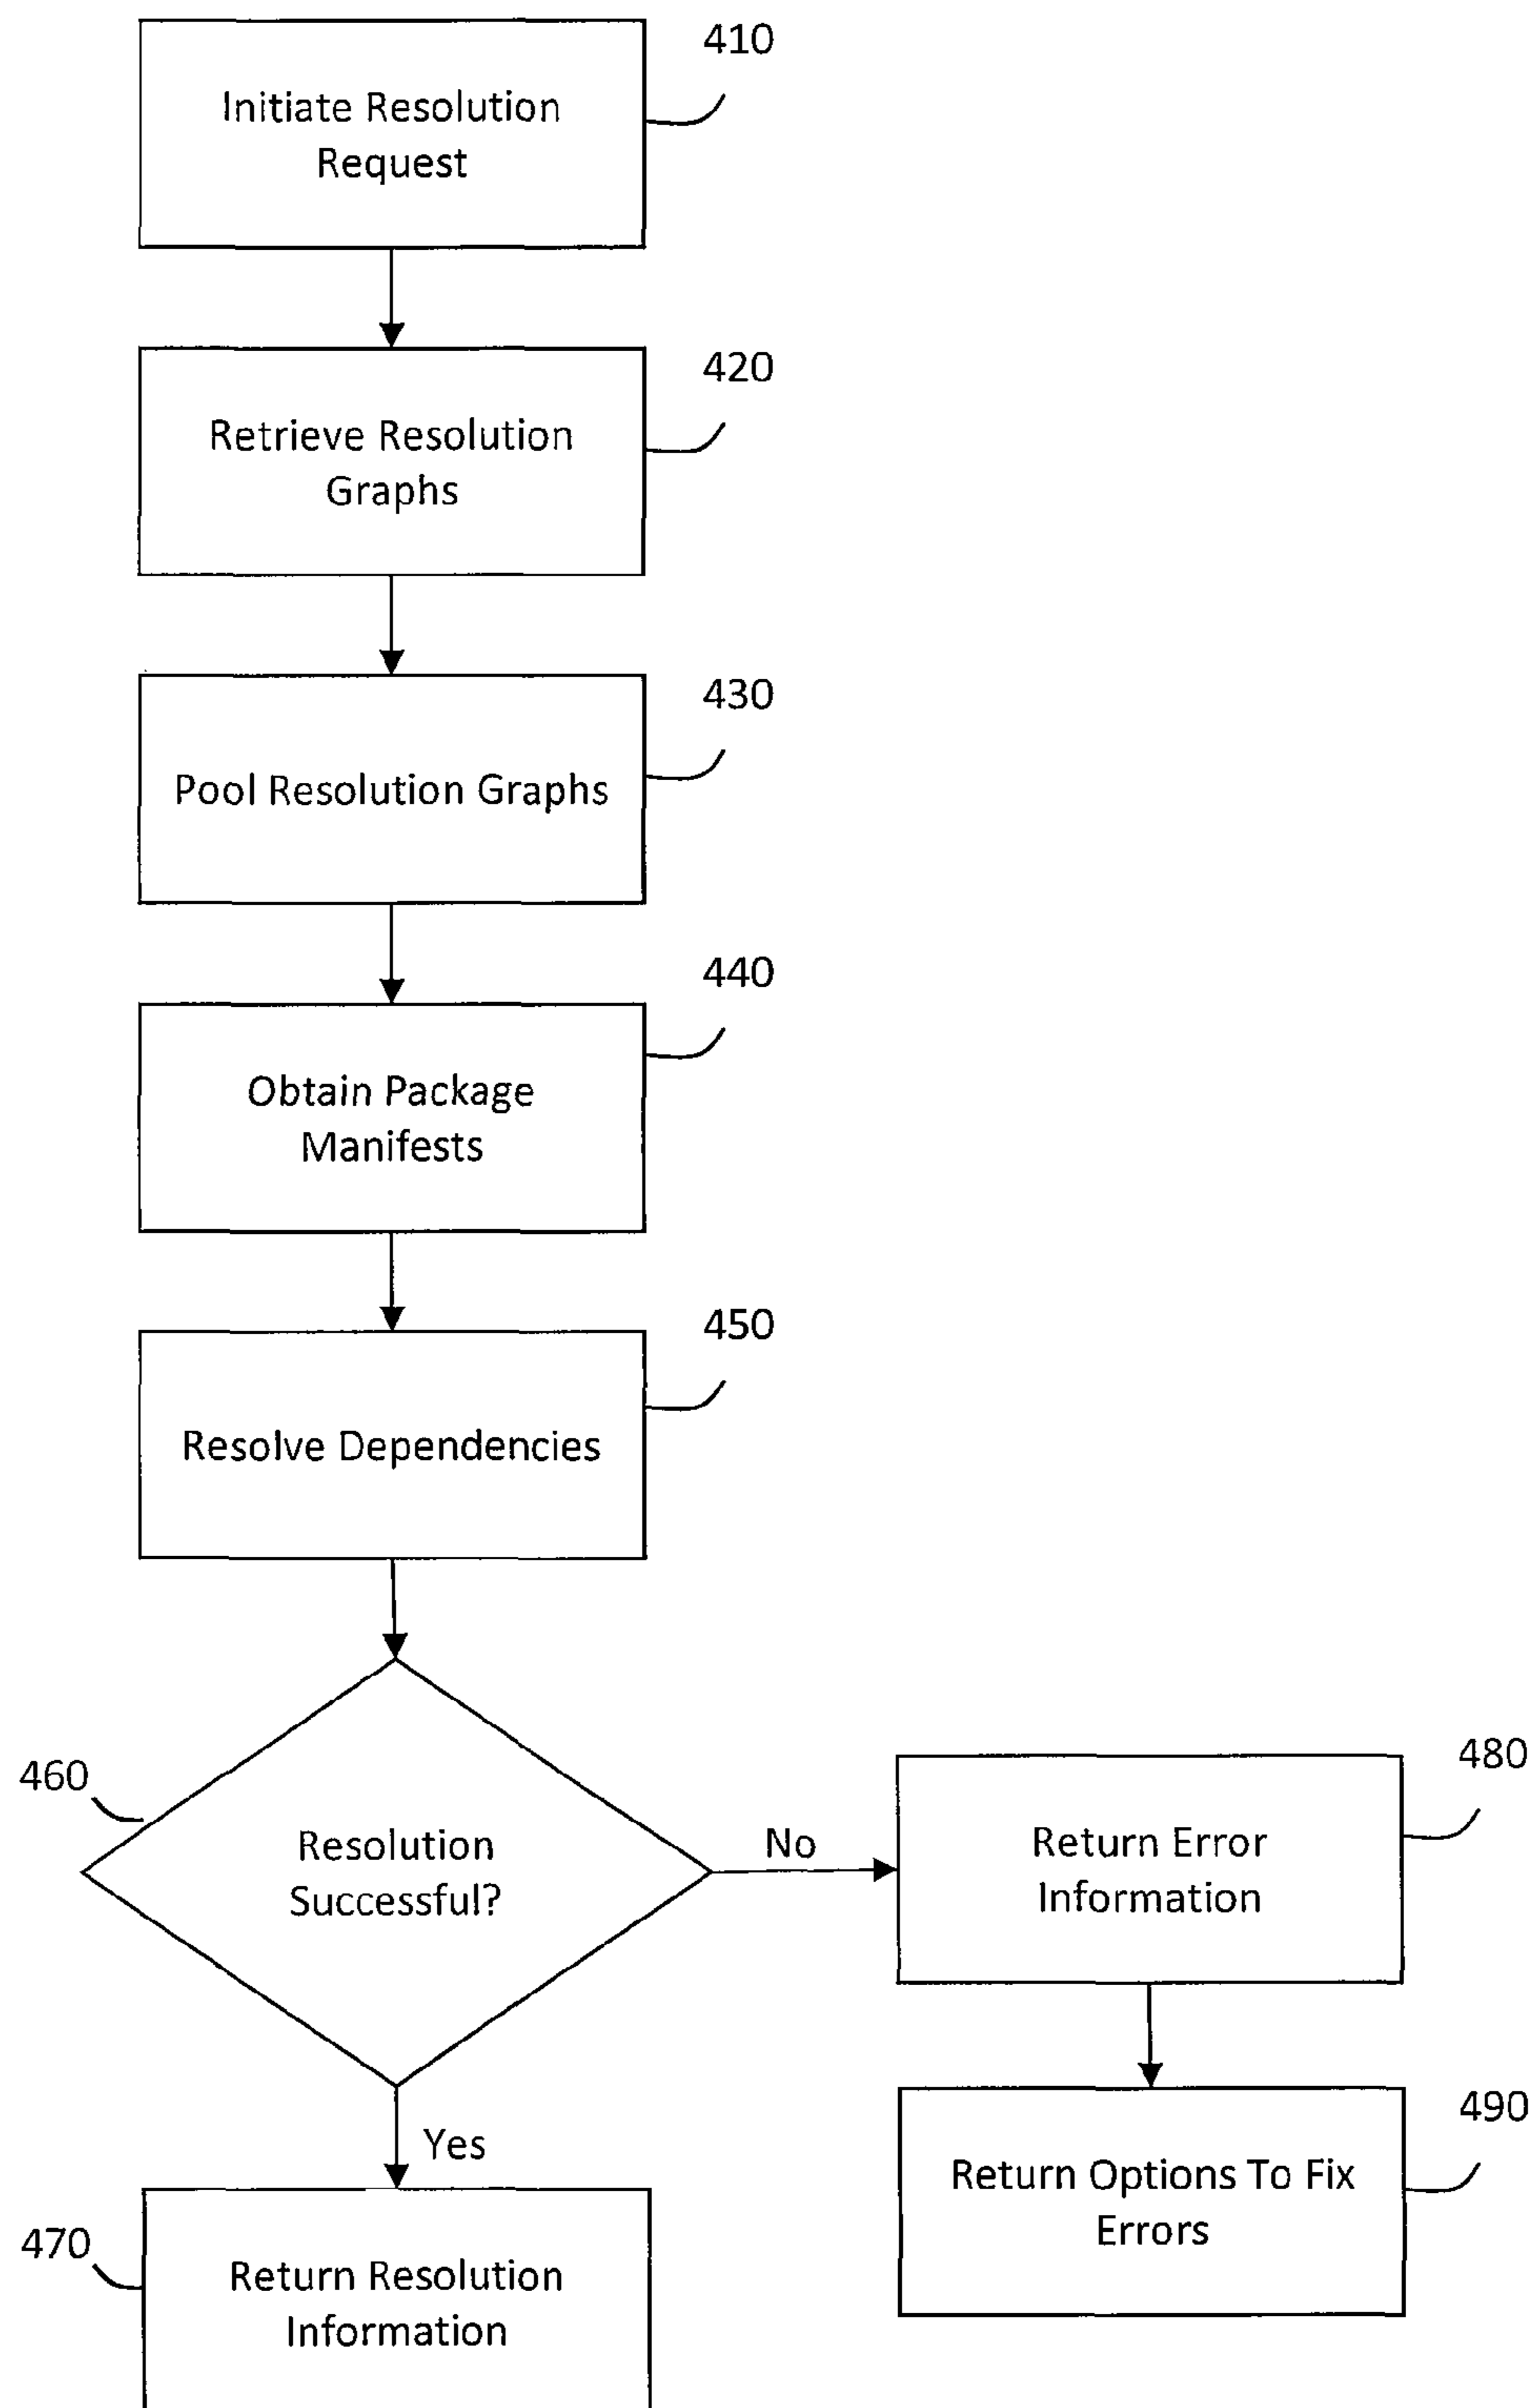 410
Initiate Resolution
Request
420
Retrieve Resolution
Graphs
430
Pool Resolution Graphs
440
Obtain Package
Manifests
450
Resolve Dependencies
460
Resolution
Successful?
No
480
Return Error
Information
Yes
490
Return Options To Fix
Errors
470
Return Resolution
Information